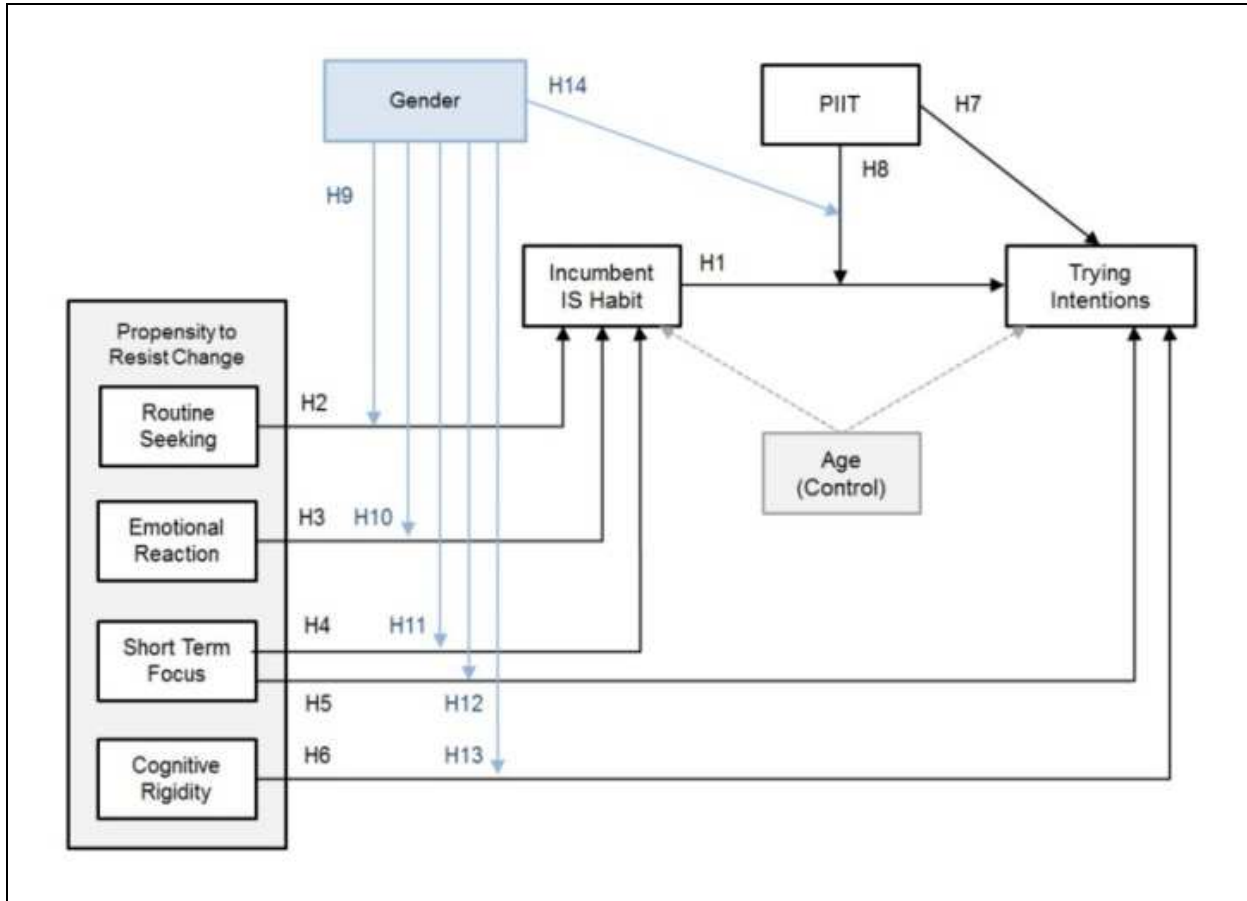 Gender
H14
PIIT
H7
H8
H9
Incumbent
IS Habit
H1
Trying
Intentions
Propensity to
Resist Change
Routine
Seeking
H2
Age
(Control)
Emotional
Reaction
H3
H10
Short Term
Focus
H4
H11
H5
H12
Cognitive
Rigidity
H6
H13